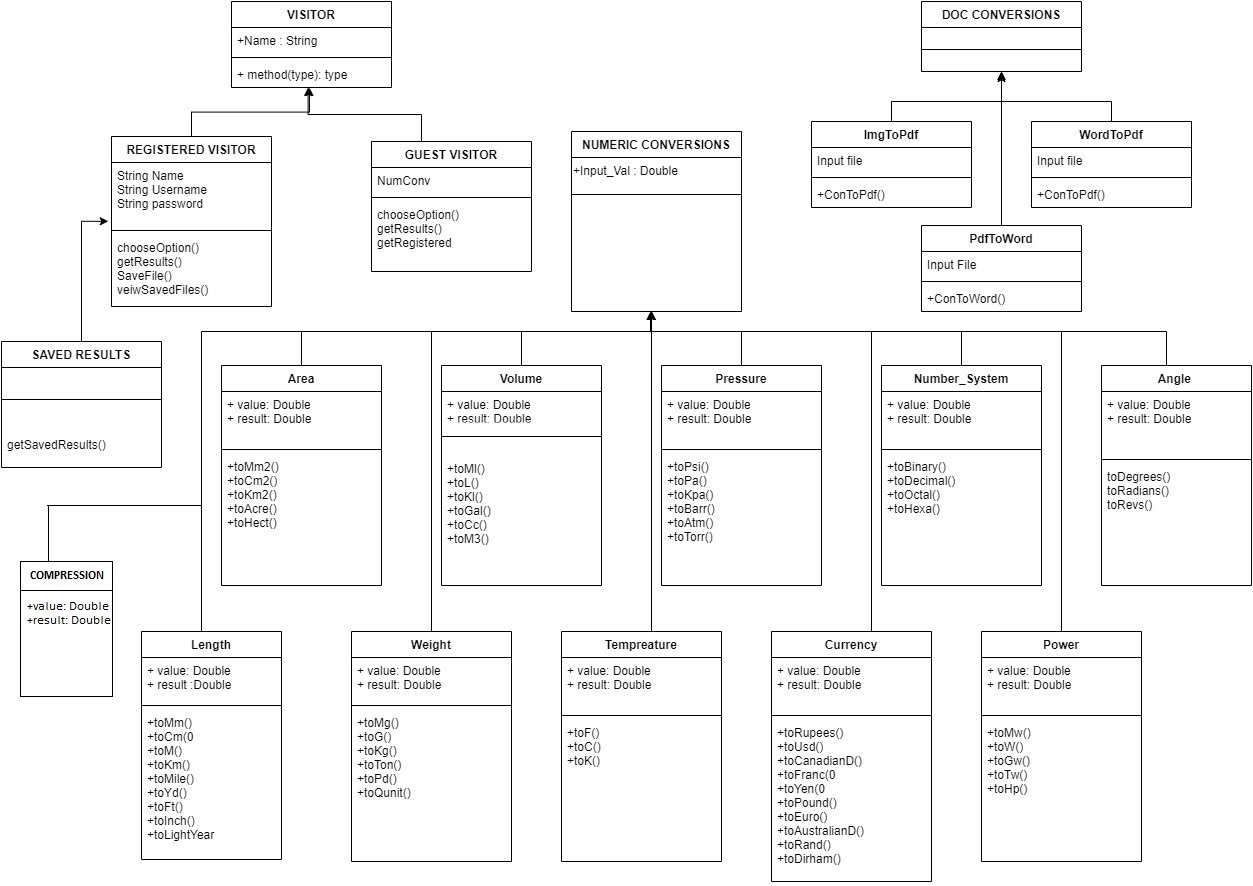 VISITOR
+Name : String
+ method(type): type
DOC CONVERSIONS
REGISTERED VISITOR
String Name
String Username
String password
chooseOption()
getResults()
SaveFile()
veiwSavedFiles()
GUEST VISITOR
NumConv
chooseOption()
getResults()
getRegistered
NUMERIC CONVERSIONS
+Input_Val : Double
ImgToPdf
Input file
+ConToPdf()
WordToPdf
Input file
+ConToPdf()
PdfToWord
Input File
+ConToWord()
SAVED RESULTS
getSavedResults()
Area
+ value: Double
+ result: Double
+toMm2()
+toCm2()
+toKm2()
+toAcre()
+toHect()
Volume
+ value: Double
+ result: Double
+toMl()
+toL()
+toKl()
+toGal()
+toCc()
+toM3()
Pressure
+ value: Double
+ result: Double
+toPsi()
+toPa()
+toKpa()
+toBarr()
+toAtm()
+toTorr()
Number_System
+ value: Double
+ result: Double
+toBinary()
+toDecimal()
+toOctal()
+toHexa()
Angle
+ value: Double
+ result: Double
toDegrees()
toRadians()
toRevs()
COMPRESSION
+value: Double
+result: Double
Length
+ value: Double
+ result :Double
+toMm()
+toCm(0
+toM()
+toKm()
+toMile()
+toYd()
+toFt()
+toInch()
+toLightYear
Weight
+ value: Double
+ result: Double
+toMg()
+toG()
+toKg()
+toTon()
+toPd()
+toQunit()
Tempreature
+ value: Double
+ result: Double
+toF()
+toC()
+toK()
Currency
+ value: Double
+ result: Double
+toRupees()
+toUsd()
+toCanadianD()
+toFranc(0
+toYen(0
+toPound()
+toEuro()
+toAustralianD()
+toRand()
+toDirham()
Power
+ value: Double
+ result: Double
+toMw()
+toW()
+toGw()
+toTw()
+toHp()